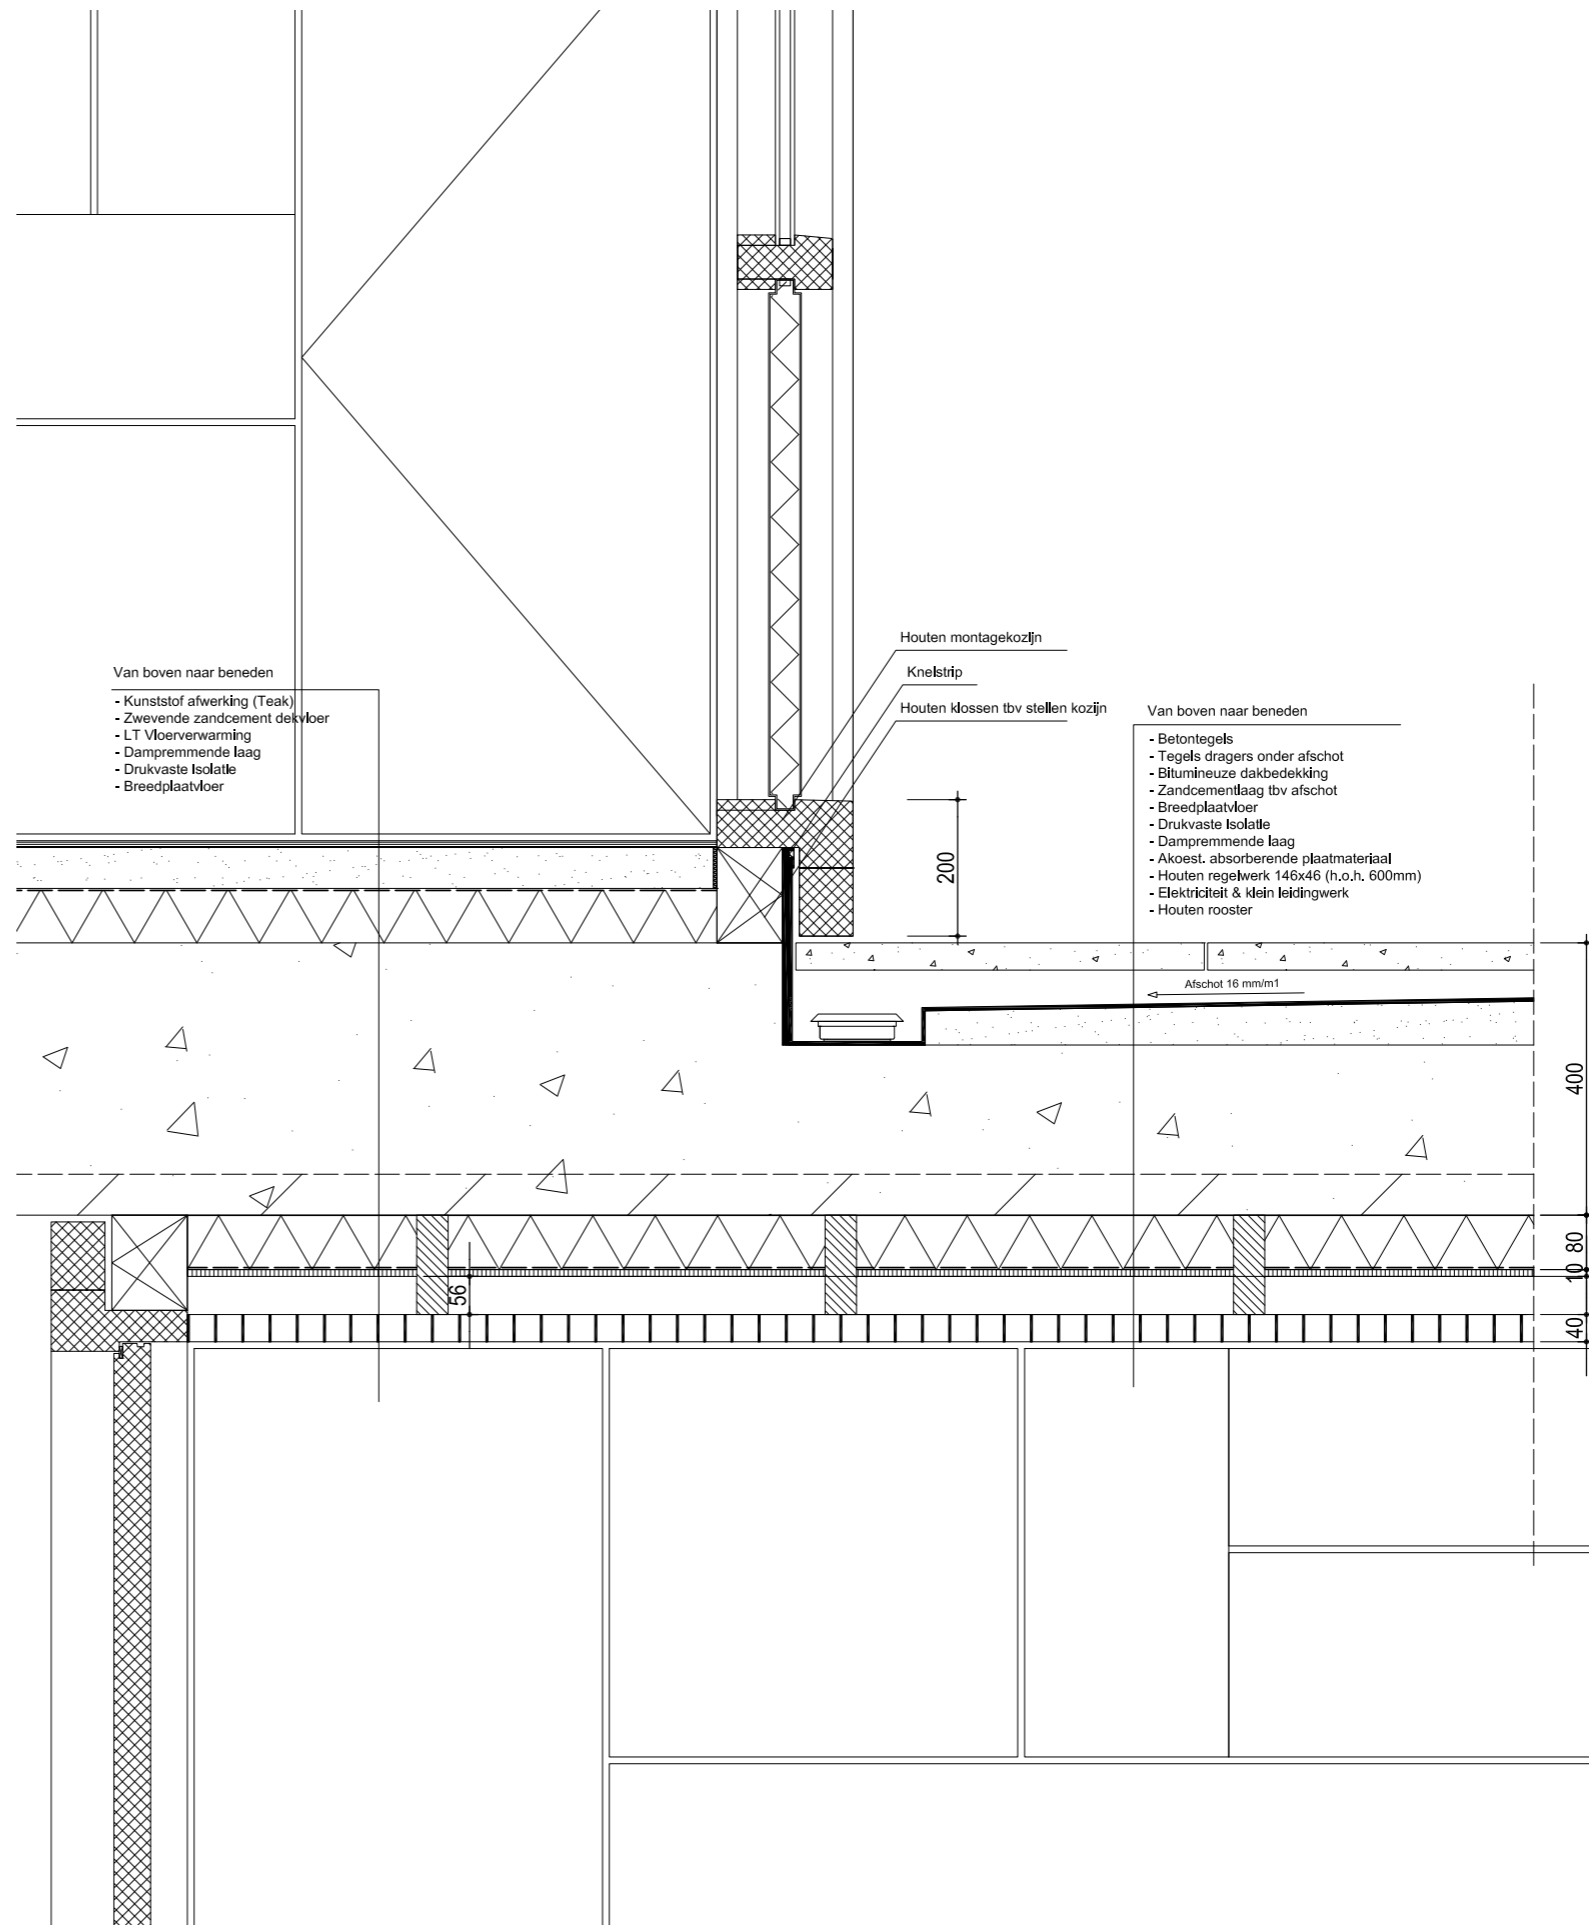 Houten montagekozijn
Knelstrip
Houten klossen tbv stellen kozijn
Van boven naar beneden
- Kunststof afwerking (Teak)
- Zwevende zandcement dekvloer
- LT Vloerverwarming
- Dampremmende laag
- Drukvaste Isolatie
- Breedplaatvloer
Van boven naar beneden
- Betontegels
- Tegels dragers onder afschot
- Bitumineuze dakbedekking
- Zandcementlaag tbv afschot
- Breedplaatvloer
- Drukvaste Isolatie
- Dampremmende laag
- Akoest. absorberende plaatmateriaal
- Houten regelwerk 146x46 (h.o.h. 600mm)
- Elektriciteit & klein leidingwerk
- Houten rooster
200
Afschot 16 mm/m1
400
80
10
56
40